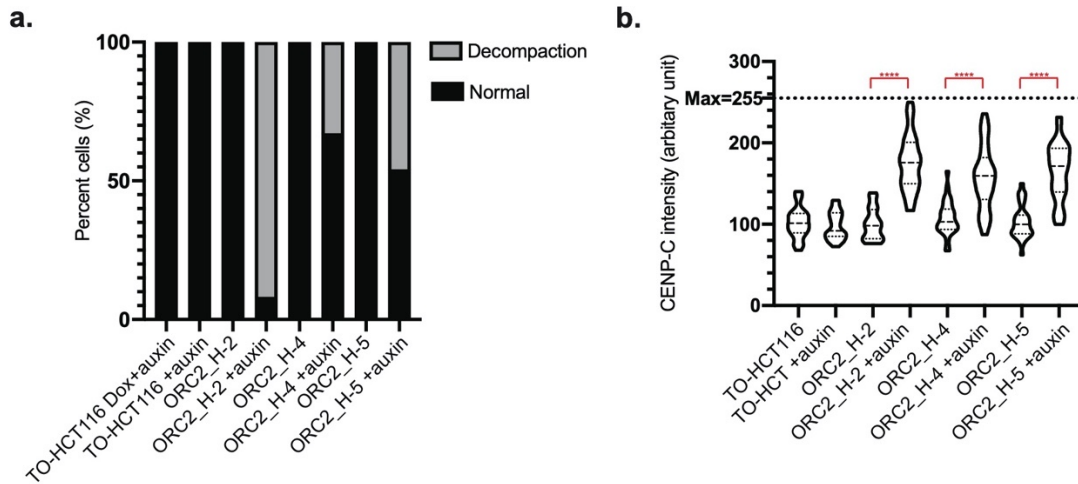 a.
Percent cells (%)
100
50
0
Decompaction
Normal
TO-HCT116 Dox+auxin
TO-HCT116 +auxin
ORC2_H-2
ORC2_H-2 +auxin
ORC2_H-4
ORC2_H-4 +auxin
ORC2_H-5
ORC2_H-5 +auxin
b.
CENP-C intensity (arbitary unit)
300
Max=255
200
100
0
****
****
****
TO-HCT116
TO-HCT +auxin
ORC2_H-2
ORC2_H-2 +auxin
ORC2_H-4
ORC2_H-4 +auxin
ORC2_H-5
ORC2_H-5 +auxin